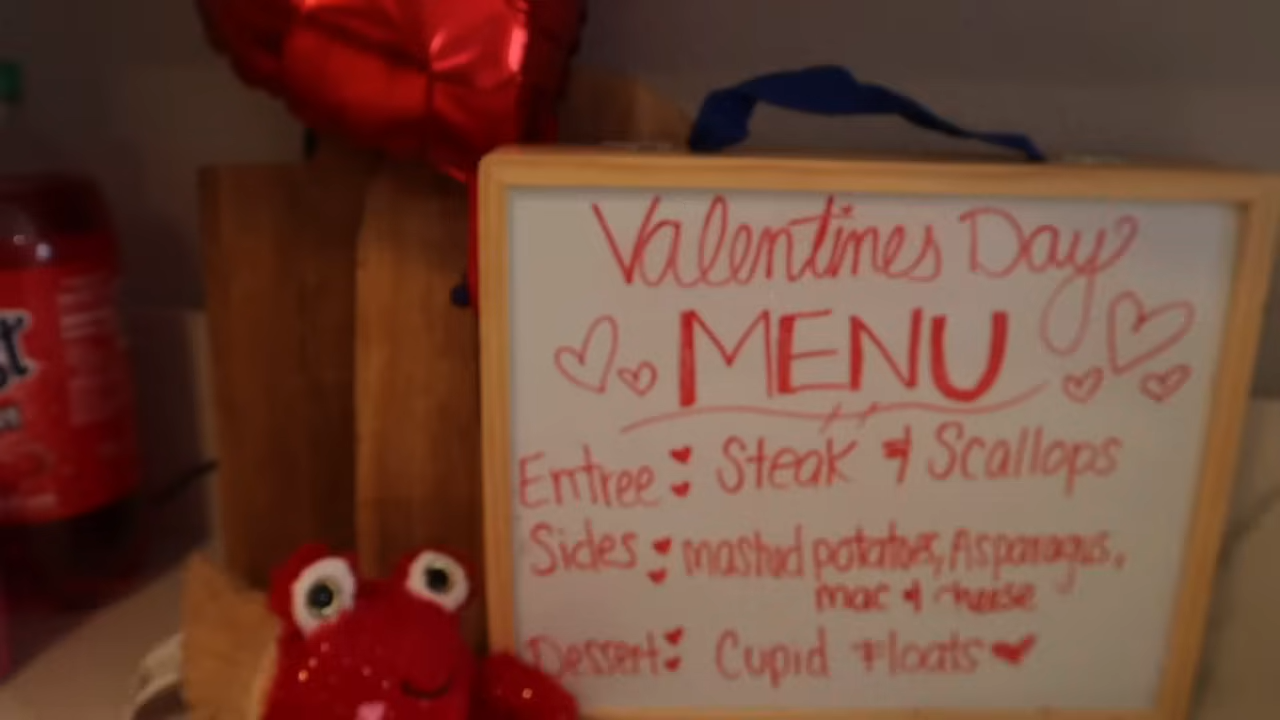 Valentines Day
MENU
Entree: Steak & Scallops
Sides: mashed potatoes, Asparagus,
mac & cheese
Dessert: Cupid Floats